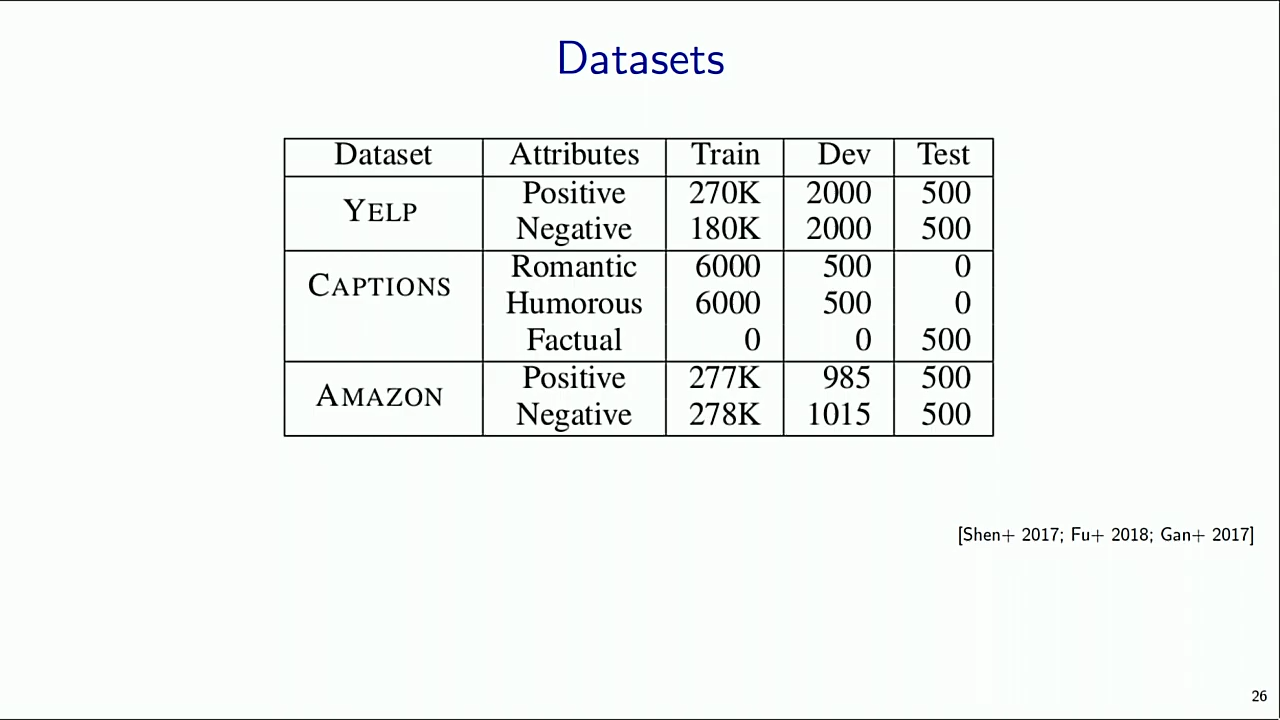 Datasets
Dataset Attributes Train Dev Test
YELP Positive 270K 2000 500
Negative 180K 2000 500
CAPTIONS Romantic 6000 500 0
Humorous 6000 500 0
Factual 0 0 500
AMAZON Positive 277K 985 500
Negative 278K 1015 500
[Shen+ 2017; Fu+ 2018; Gan+ 2017]
26